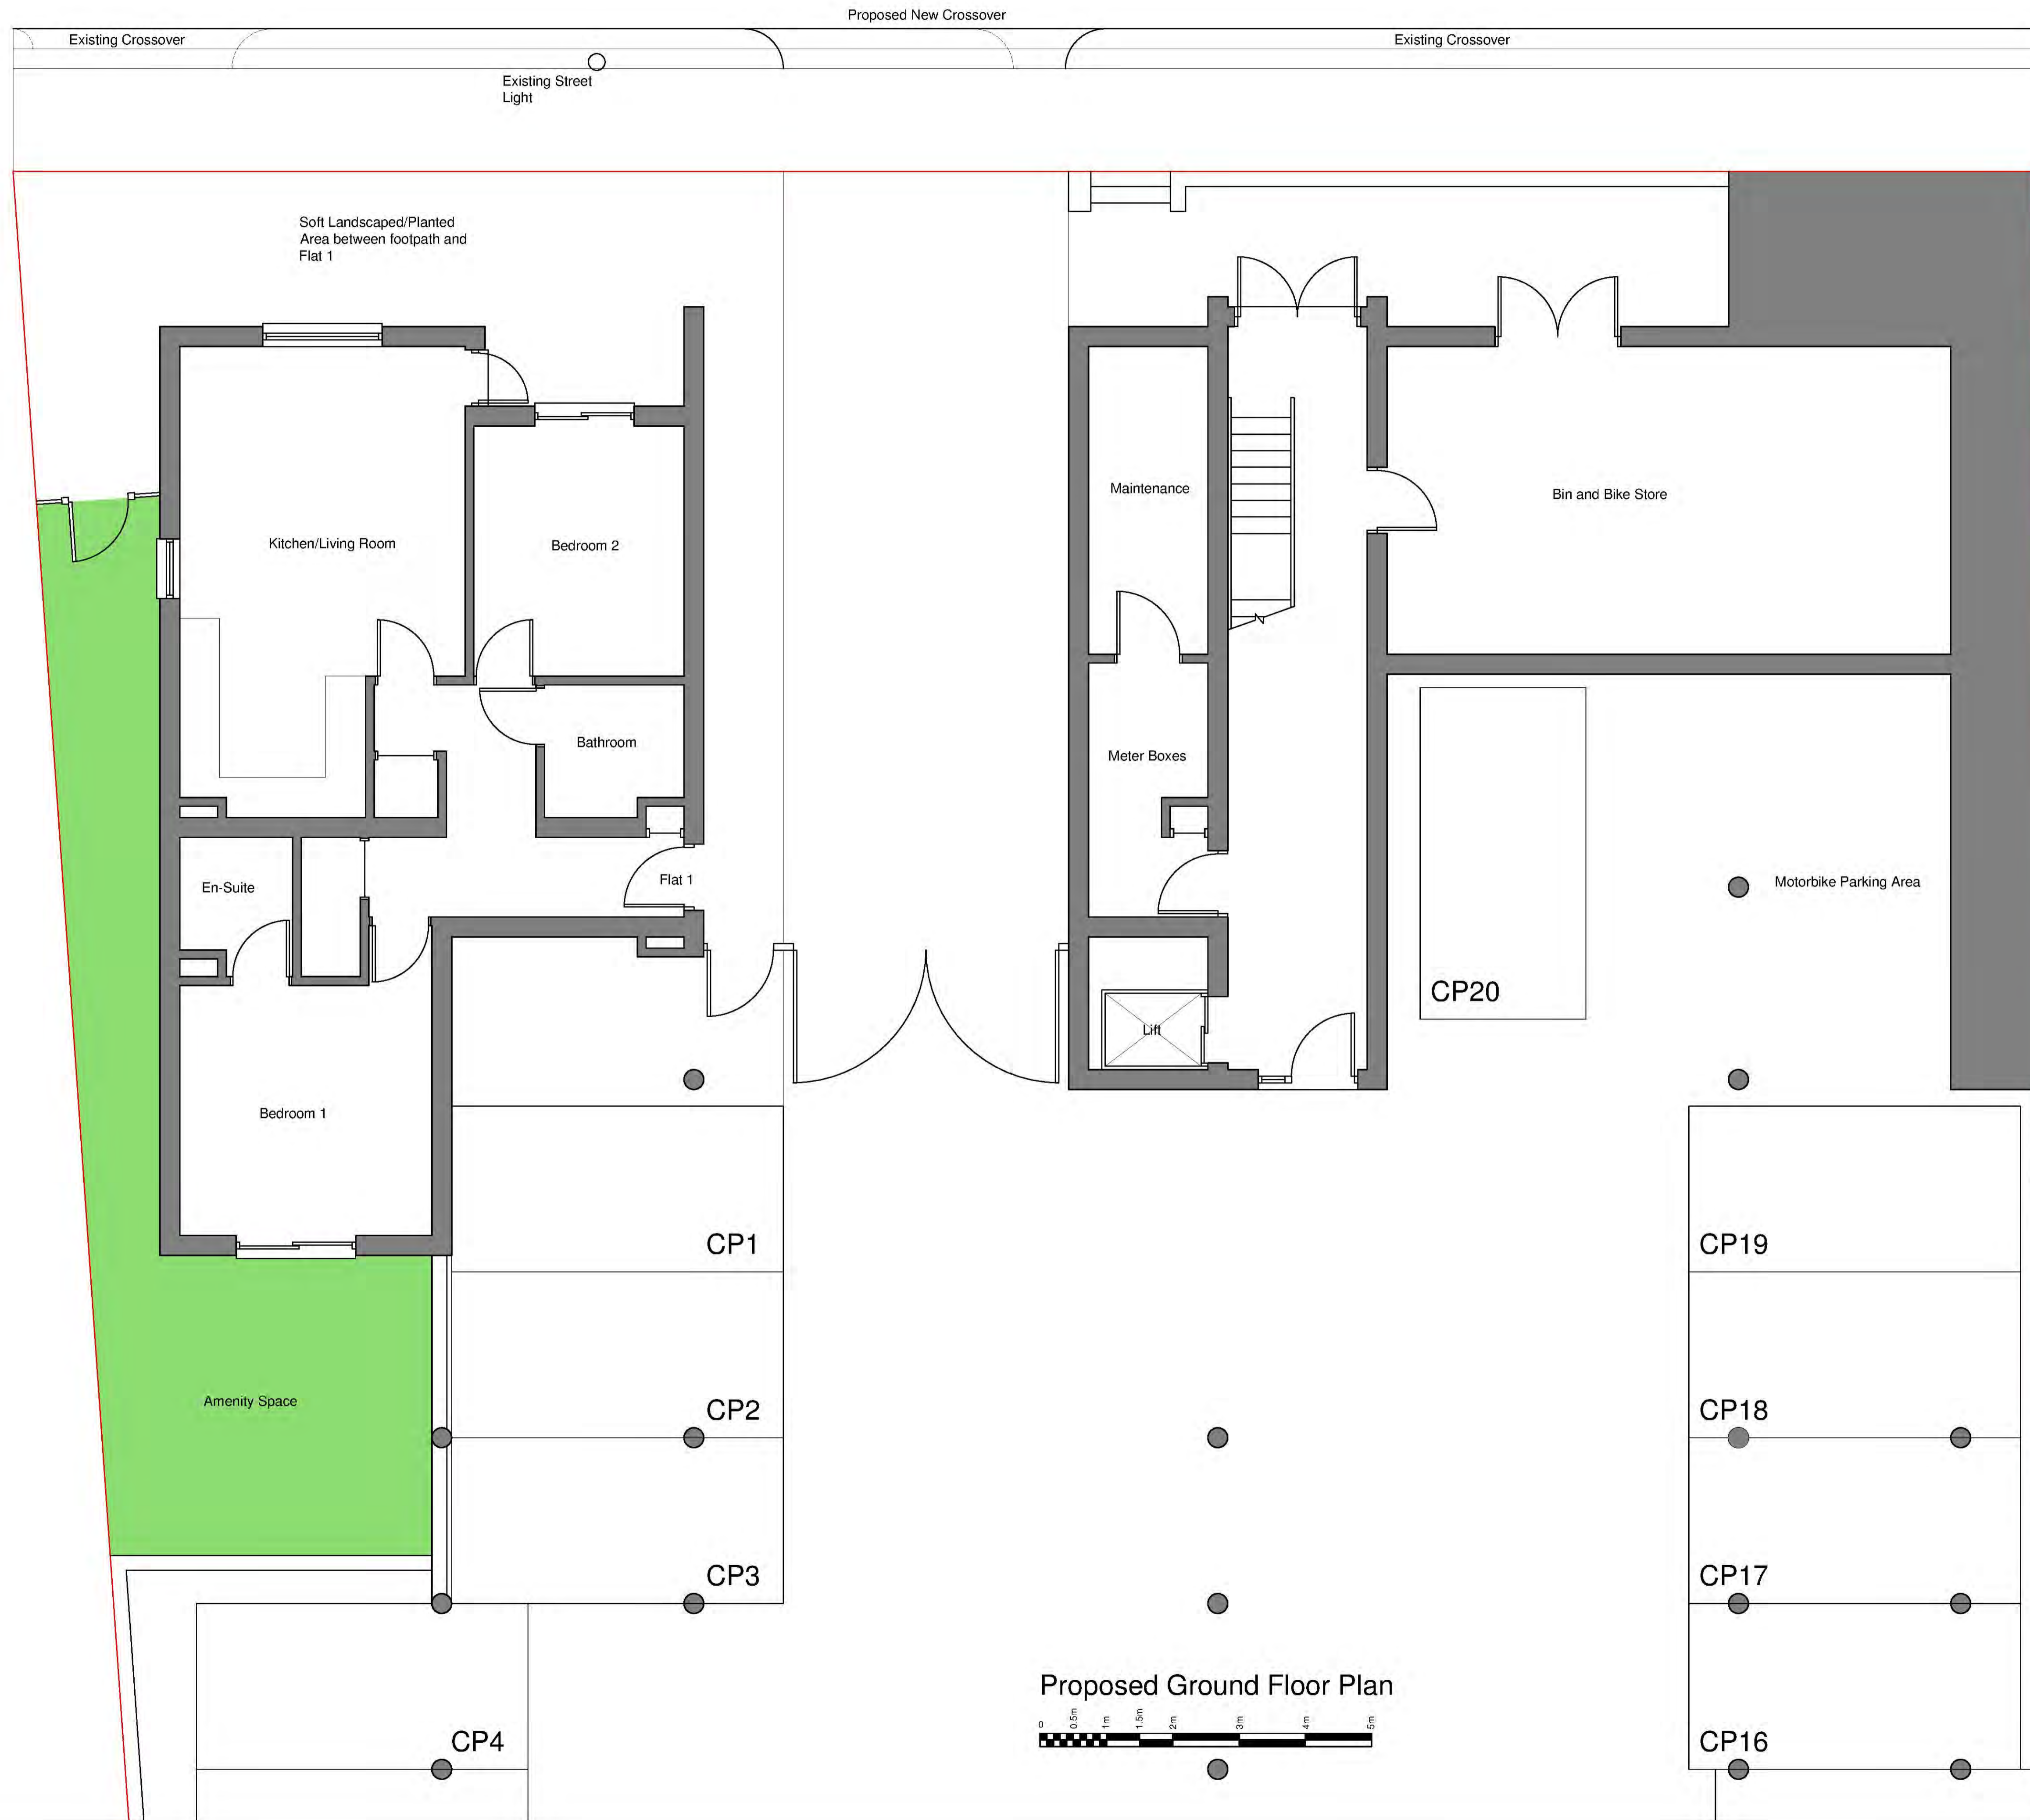 Proposed New Crossover
Existing Crossover
Existing Crossover
Existing Street
Light
Soft Landscaped/Planted
Area between footpath and
Flat 1
Maintenance
Bin and Bike Store
Kitchen/Living Room
Bedroom 2
Bathroom
Meter Boxes
Flat 1
En-Suite
Motorbike Parking Area
CP20
Lift
Bedroom 1
CP1
CP19
Amenity Space
CP2
CP18
CP3
CP17
Proposed Ground Floor Plan
0 0.5m 1m 1.5m 2m 3m 4m 5m
CP4
CP16